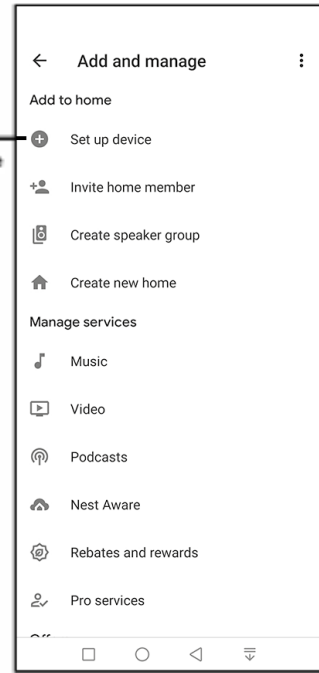 Add and manage
Add to home
Set up device
Invite home member
Create speaker group
Create new home
Manage services
Music
Video
Podcasts
Nest Aware
Rebates and rewards
Pro services